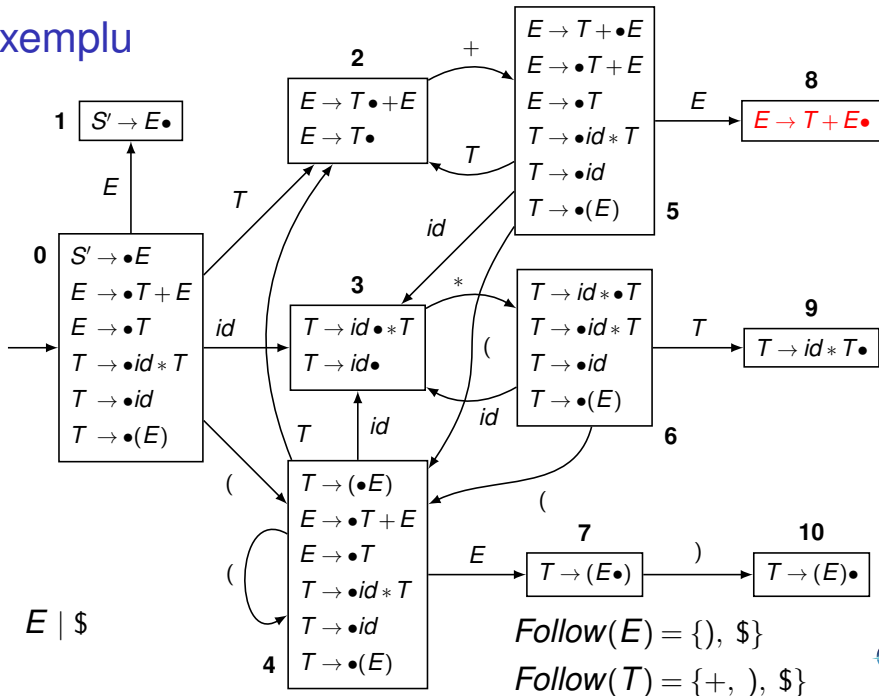 xemplu
1
S′ → E•
E
0
S′ → •E
E → •T + E
E → •T
T → •id ∗ T
T → •id
T → •(E)
T
id
(
2
E → T• + E
E → T•
+
T
5
E → T + •E
E → •T + E
E → •T
T → •id ∗ T
T → •id
T → •(E)
E
8
E → T + E•
id
(
3
T → id• ∗ T
T → id•
∗
id
6
T → id ∗ •T
T → •id ∗ T
T → •id
T → •(E)
T
9
T → id ∗ T•
(
T
id
4
T → (•E)
E → •T + E
E → •T
T → •id ∗ T
T → •id
T → •(E)
(
E
7
T → (E•)
)
10
T → (E)•
E | $
Follow(E) = {), $}
Follow(T) = {+, ), $}